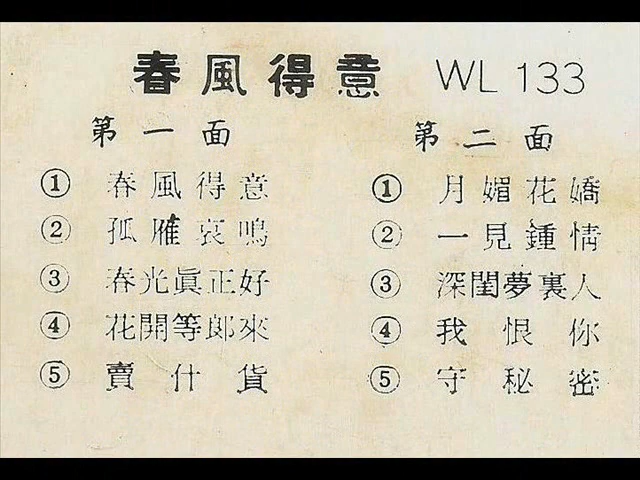 春風得意 WL 133
第一面
① 春風得意
② 孤雁哀鳴
③ 春光眞正好
④ 花開等郎來
⑤ 賣什貨
第二面
① 月媚花嬌
② 一見鍾情
③ 深閨夢裏人
④ 我恨你
⑤ 守秘密